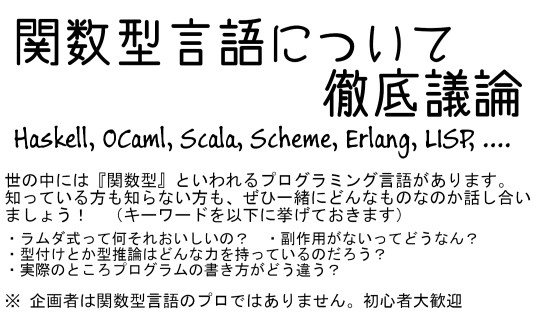 関数型言語について
徹底議論
Haskell, OCaml, Scala, Scheme, Erlang, LISP, ....
世の中には『関数型』といわれるプログラミング言語があります。
知っている方も知らない方も、ぜひ一緒にどんなものなのか話し合い
ましょう！　（キーワードを以下に挙げておきます）
・ラムダ式って何それおいしいの？　・副作用がないってどうなん？
・型付けとか型推論はどんな力を持っているのだろう？
・実際のところプログラムの書き方がどう違う？
※ 企画者は関数型言語のプロではありません。初心者大歓迎